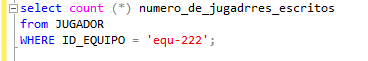 select count (*) numero_de_jugadrres_escritos
from JUGADOR
WHERE ID_EQUIPO = 'equ-222';